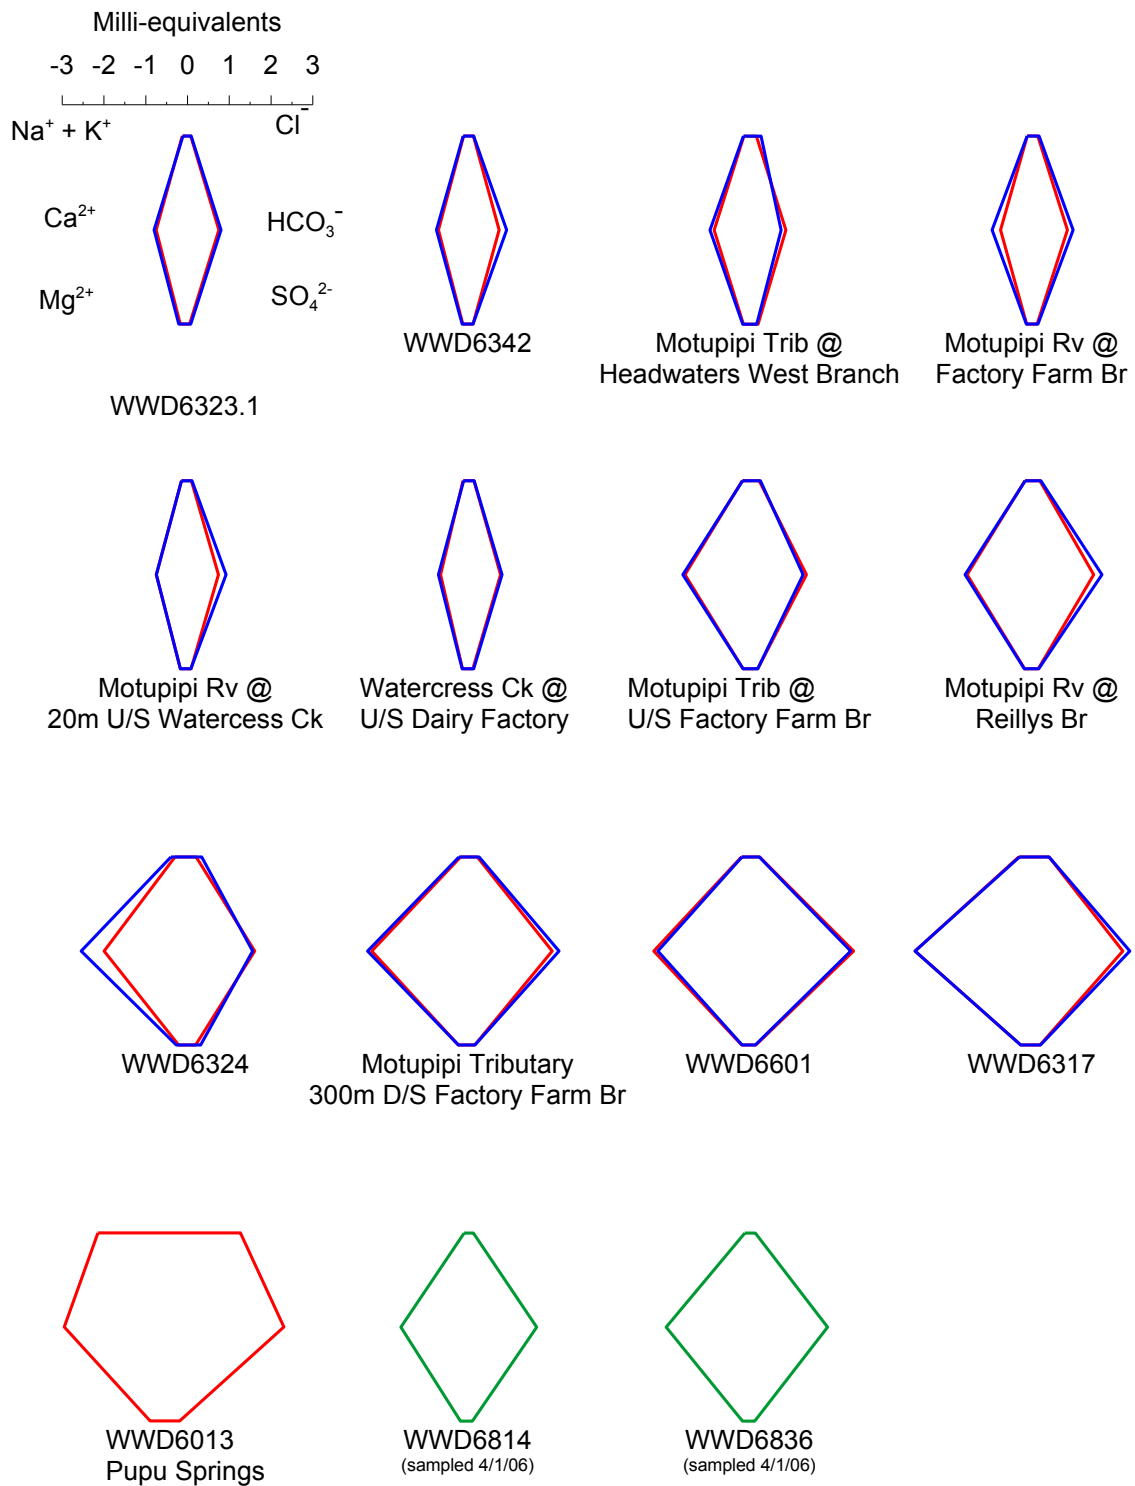 Milli-equivalents
-3 -2 -1 0 1 2 3
Na⁺ + K⁺
Cl⁻
Ca²⁺
HCO₃⁻
Mg²⁺
SO₄²⁻
WWD6323.1
WWD6342
Motupipi Trib @
Headwaters West Branch
Motupipi Rv @
Factory Farm Br
Motupipi Rv @
20m U/S Watercess Ck
Watercress Ck @
U/S Dairy Factory
Motupipi Trib @
U/S Factory Farm Br
Motupipi Rv @
Reillys Br
WWD6324
Motupipi Tributary
300m D/S Factory Farm Br
WWD6601
WWD6317
WWD6013
Pupu Springs
WWD6814
(sampled 4/1/06)
WWD6836
(sampled 4/1/06)